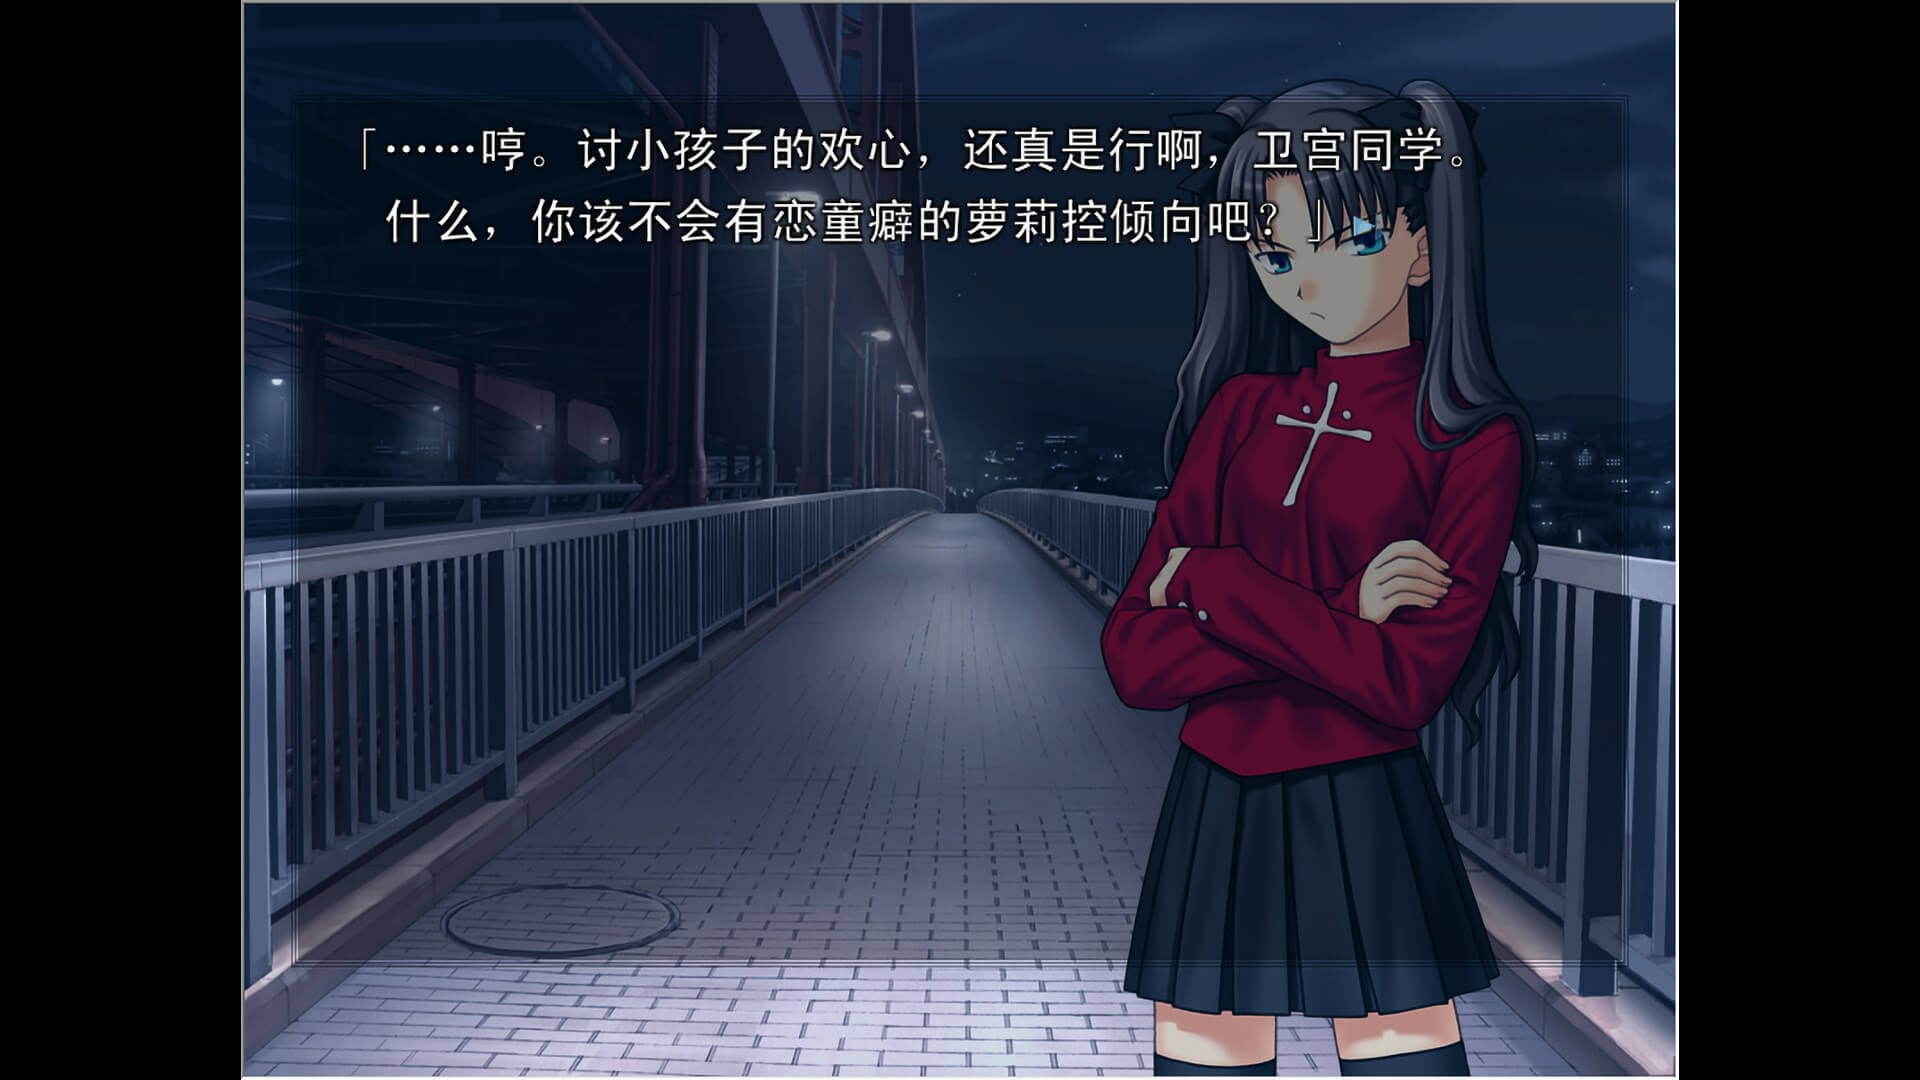 「……哼。讨小孩子的欢心，还真是行啊，卫宫同学。
什么，你该不会有恋童癖的萝莉控倾向吧？」